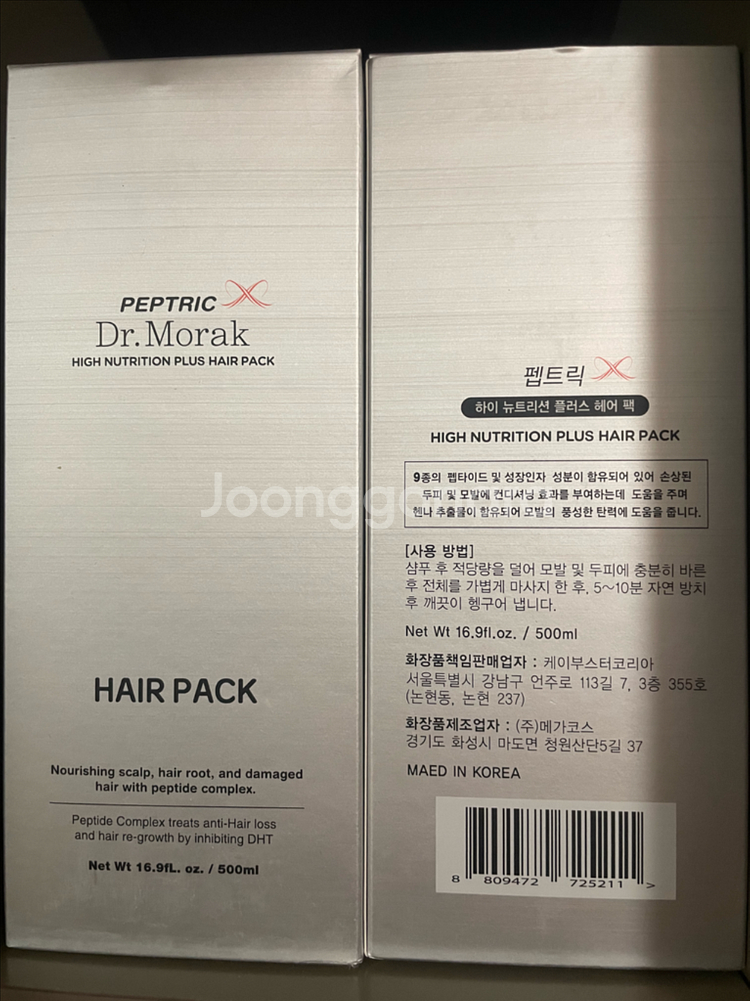 PEPTRIC
Dr.Morak
HIGH NUTRITION PLUS HAIR PACK
HAIR PACK
Nourishing scalp, hair root, and damaged
hair with peptide complex.
Peptide Complex treats anti-Hair loss
and hair re-growth by inhibiting DHT
Net Wt 16.9fL. oz. / 500ml
펩트릭
하이 뉴트리션 플러스 헤어 팩
HIGH NUTRITION PLUS HAIR PACK
9종의 펩타이드 및 성장인자 성분이 함유되어 있어 손상된
두피 및 모발에 컨디셔닝 효과를 부여하는데 도움을 주며
헨나 추출물이 함유되어 모발의 풍성한 탄력에 도움을 줍니다.
[사용 방법]
샴푸 후 적당량을 덜어 모발 및 두피에 충분히 바른
후 전체를 가볍게 마사지 한 후, 5~10분 자연 방치
후 깨끗이 헹구어 냅니다.
Net Wt 16.9fl.oz. / 500ml
화장품책임판매업자 : 케이부스터코리아
서울특별시 강남구 언주로 113길 7, 3층 355호
(논현동, 논현 237)
화장품제조업자 : (주)메가코스
경기도 화성시 마도면 청원산단5길 37
MAED IN KOREA
8 809472 725211 >